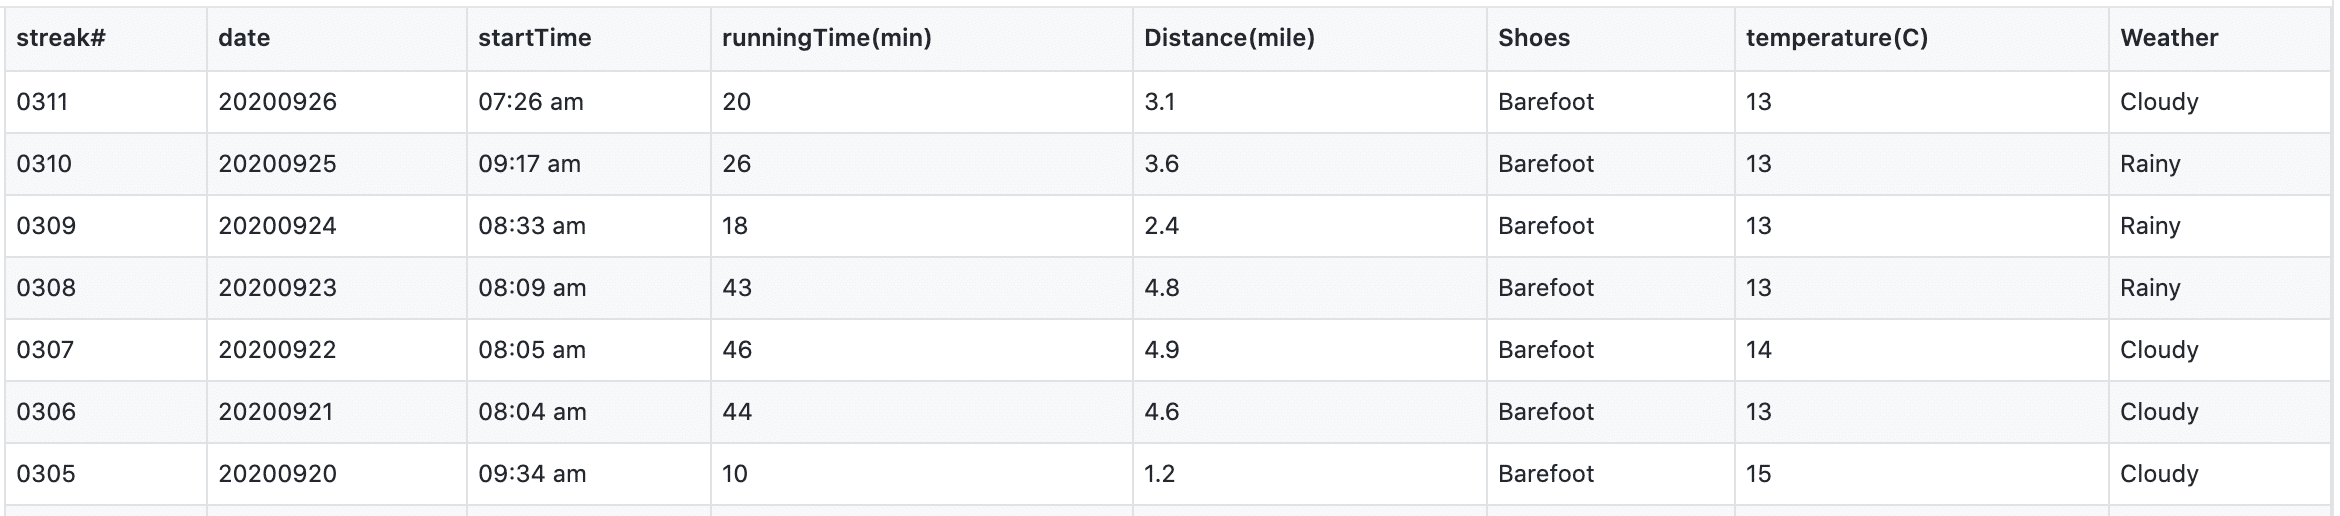 streak# date startTime runningTime(min) Distance(mile) Shoes temperature(C) Weather
0311 20200926 07:26 am 20 3.1 Barefoot 13 Cloudy
0310 20200925 09:17 am 26 3.6 Barefoot 13 Rainy
0309 20200924 08:33 am 18 2.4 Barefoot 13 Rainy
0308 20200923 08:09 am 43 4.8 Barefoot 13 Rainy
0307 20200922 08:05 am 46 4.9 Barefoot 14 Cloudy
0306 20200921 08:04 am 44 4.6 Barefoot 13 Cloudy
0305 20200920 09:34 am 10 1.2 Barefoot 15 Cloudy